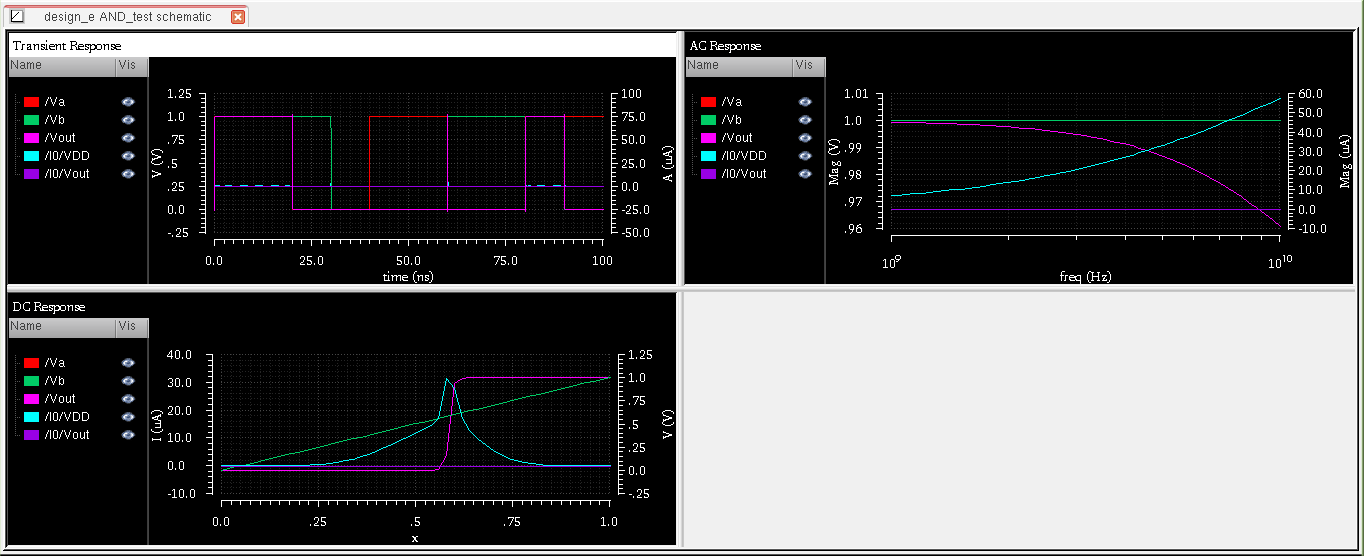 design_e AND_test schematic
Transient Response
Name Vis
/Va
/Vb
/Vout
/I0/VDD
/I0/Vout
V (V)
1.25
1.0
.75
.5
.25
0.0
-.25
A (uA)
100
75.0
50.0
25.0
0.0
-25.0
-50.0
0.0 25.0 50.0 75.0 100
time (ns)
AC Response
Name Vis
/Va
/Vb
/Vout
/I0/VDD
/I0/Vout
Mag (V)
1.01
1.0
.99
.98
.97
.96
Mag (uA)
60.0
50.0
40.0
30.0
20.0
10.0
0.0
-10.0
10^9 10^10
freq (Hz)
DC Response
Name Vis
/Va
/Vb
/Vout
/I0/VDD
/I0/Vout
I (uA)
40.0
30.0
20.0
10.0
0.0
-10.0
V (V)
1.25
1.0
.75
.5
.25
0.0
-.25
0.0 .25 .5 .75 1.0
x